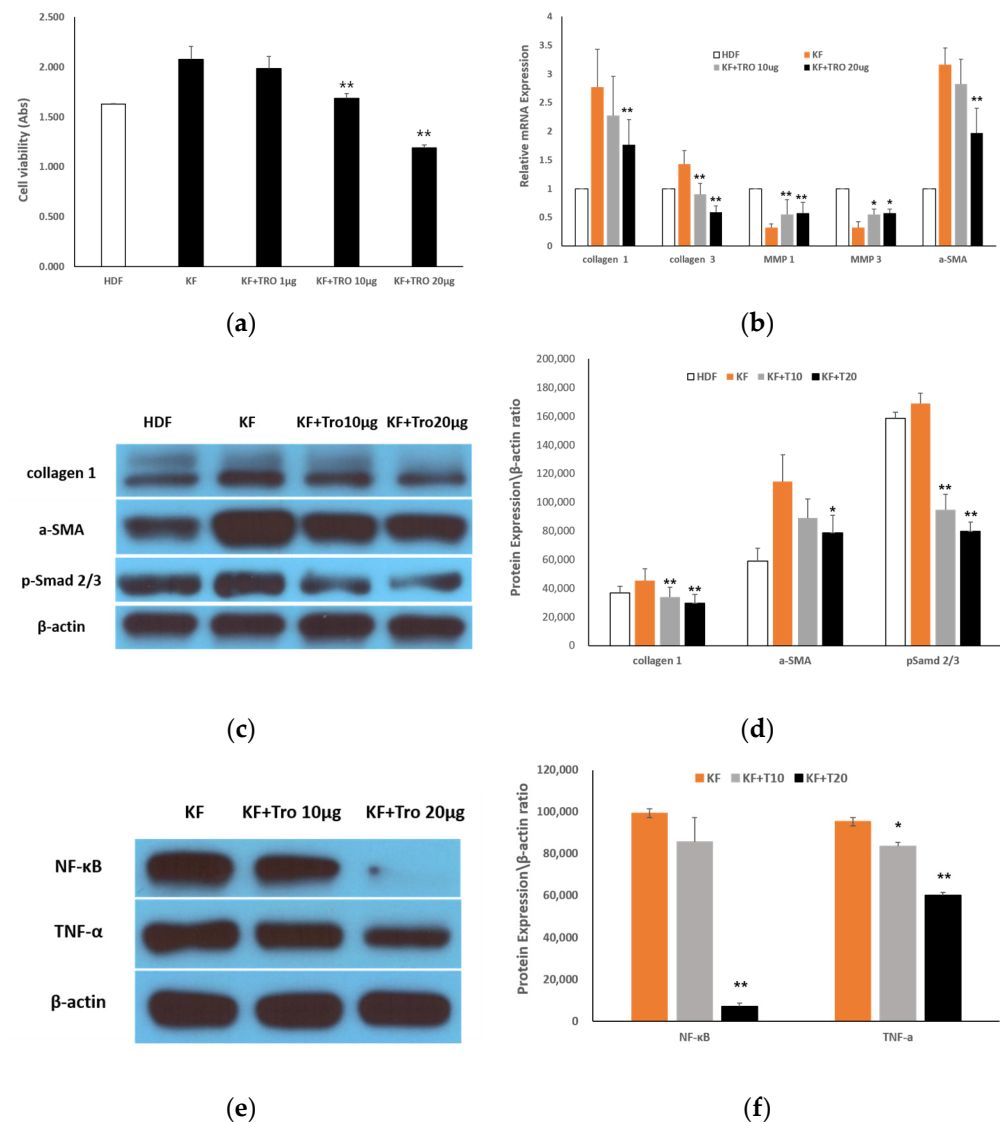 2.500
2.000
1.500
1.000
0.500
0.000
Cell viability (Abs)
**
**
HDF KF KF+TRO 1μg KF+TRO 10μg KF+TRO 20μg
(a)
4
3.5
3
2.5
2
1.5
1
0.5
0
Relative mRNA Expression
HDF KF
KF+TRO 10ug KF+TRO 20ug
**
**
**
**
**
*
*
**
collagen 1 collagen 3 MMP 1 MMP 3 a-SMA
(b)
HDF KF KF+Tro10μg KF+Tro20μg
collagen 1
a-SMA
p-Smad 2/3
β-actin
(c)
200,000
180,000
160,000
140,000
120,000
100,000
80,000
60,000
40,000
20,000
0
Protein Expression\β-actin ratio
HDF KF KF+T10 KF+T20
**
**
*
**
**
collagen 1 a-SMA pSamd 2/3
(d)
KF KF+Tro 10μg KF+Tro 20μg
NF-κB
TNF-α
β-actin
(e)
120,000
100,000
80,000
60,000
40,000
20,000
0
Protein Expression\β-actin ratio
KF KF+T10 KF+T20
**
*
**
NF-κB TNF-a
(f)